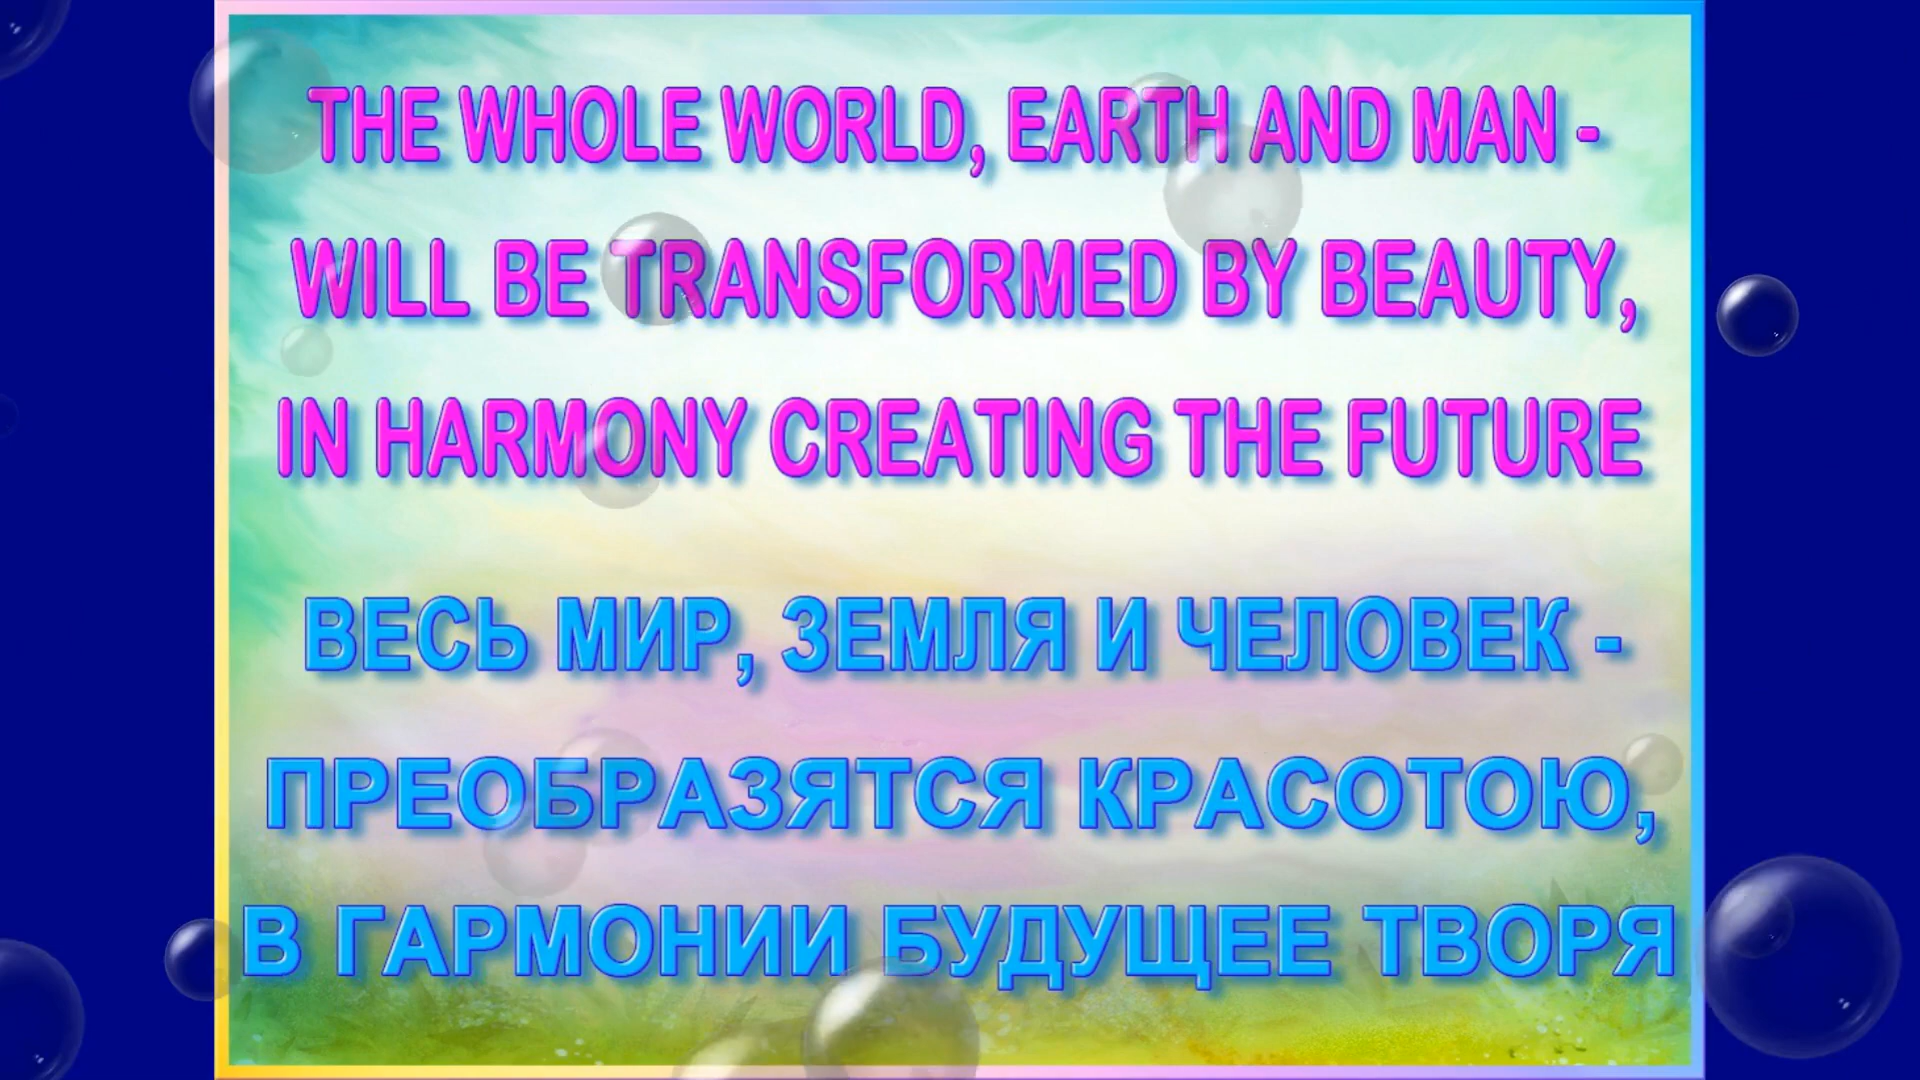 THE WHOLE WORLD, EARTH AND MAN -
WILL BE TRANSFORMED BY BEAUTY,
IN HARMONY CREATING THE FUTURE
ВЕСЬ МИР, ЗЕМЛЯ И ЧЕЛОВЕК -
ПРЕОБРАЗЯТСЯ КРАСОТОЮ,
В ГАРМОНИИ БУДУЩЕЕ ТВОРЯ